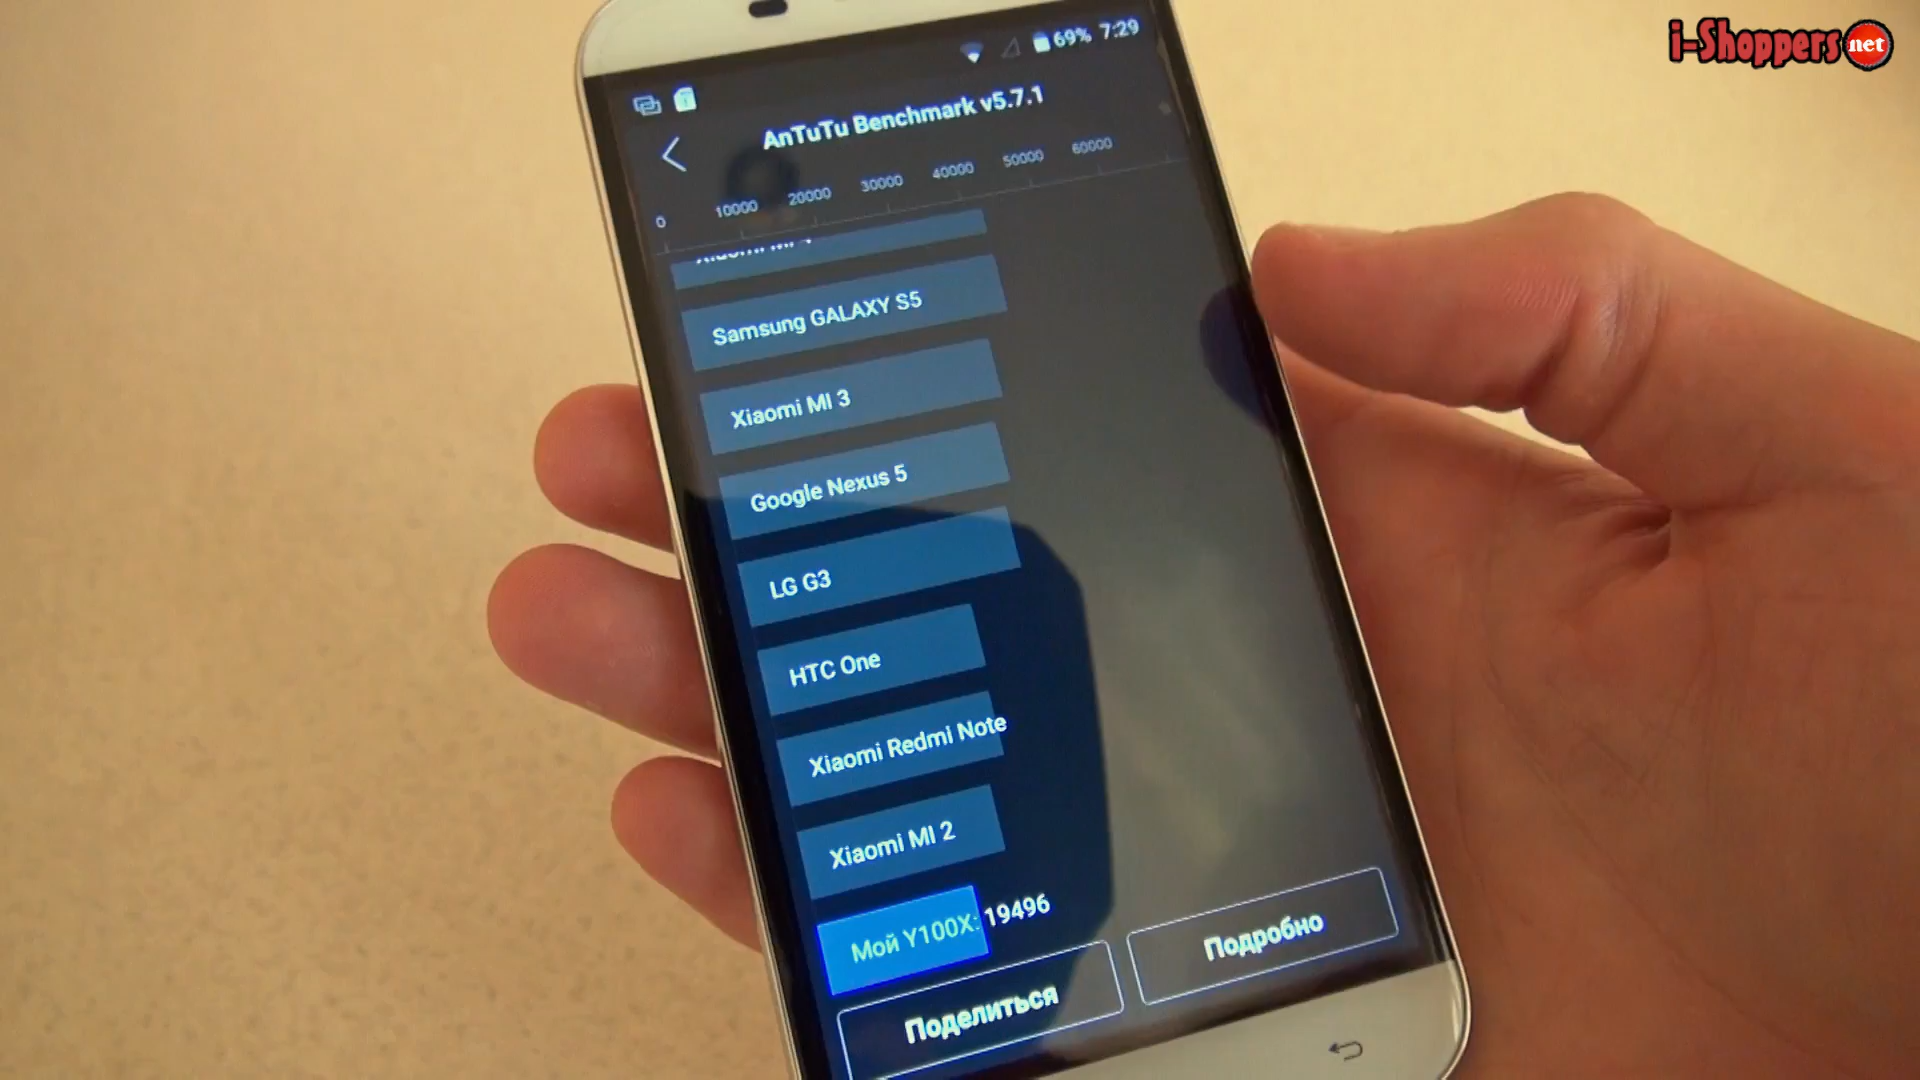 i-Shoppers net
69% 7:29
AnTuTu Benchmark v5.7.1
0 10000 20000 30000 40000 50000 60000
Samsung GALAXY S5
Xiaomi MI 3
Google Nexus 5
LG G3
HTC One
Xiaomi Redmi Note
Xiaomi MI 2
Мой Y100X: 19496
Поделиться
Подробно